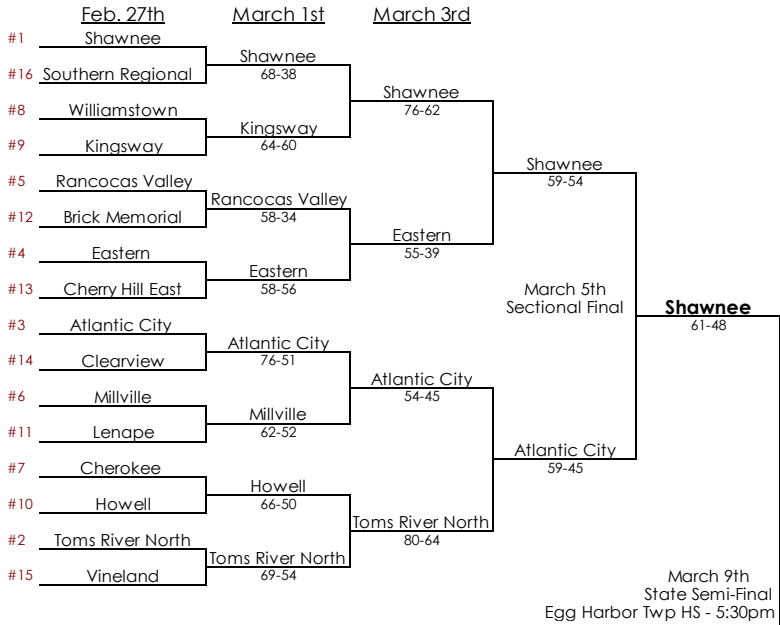 Feb. 27th March 1st March 3rd
#1 Shawnee
Shawnee
68-38
#16 Southern Regional
Shawnee
76-62
#8 Williamstown
Kingsway
64-60
#9 Kingsway
Shawnee
59-54
#5 Rancocas Valley
Rancocas Valley
58-34
#12 Brick Memorial
Eastern
55-39
#4 Eastern
Eastern
58-56
#13 Cherry Hill East
March 5th
Sectional Final
Shawnee
61-48
#3 Atlantic City
Atlantic City
76-51
#14 Clearview
Atlantic City
54-45
#6 Millville
Millville
62-52
#11 Lenape
Atlantic City
59-45
#7 Cherokee
Howell
66-50
#10 Howell
Toms River North
80-64
#2 Toms River North
Toms River North
69-54
#15 Vineland
March 9th
State Semi-Final
Egg Harbor Twp HS - 5:30pm